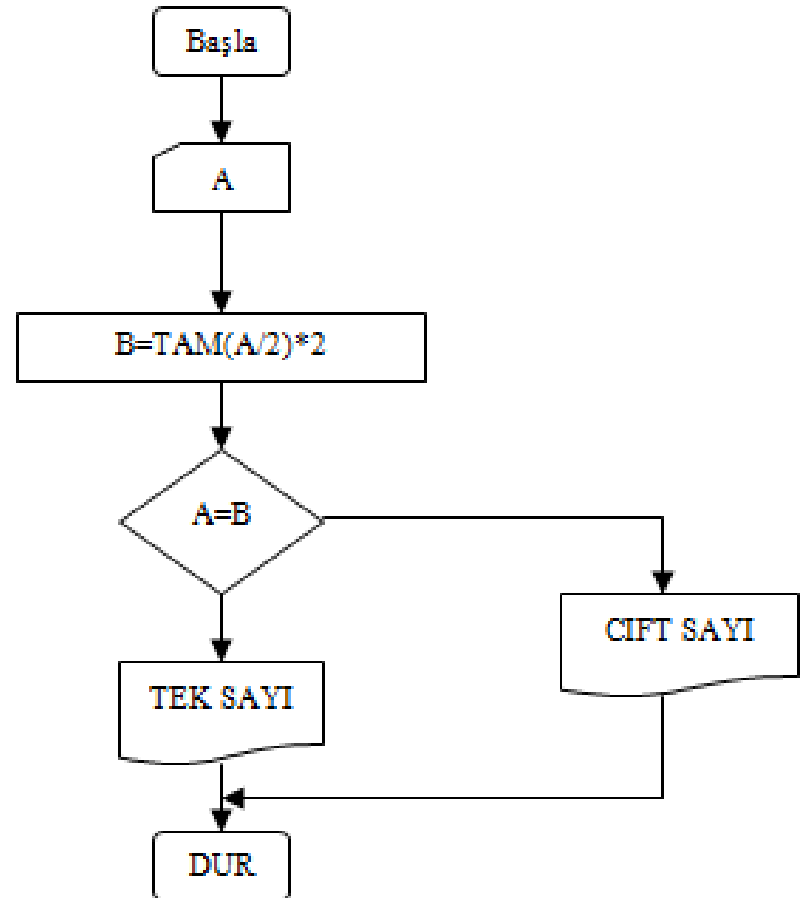 Başla
A
B=TAM(A/2)*2
A=B
CIFT SAYI
TEK SAYI
DUR